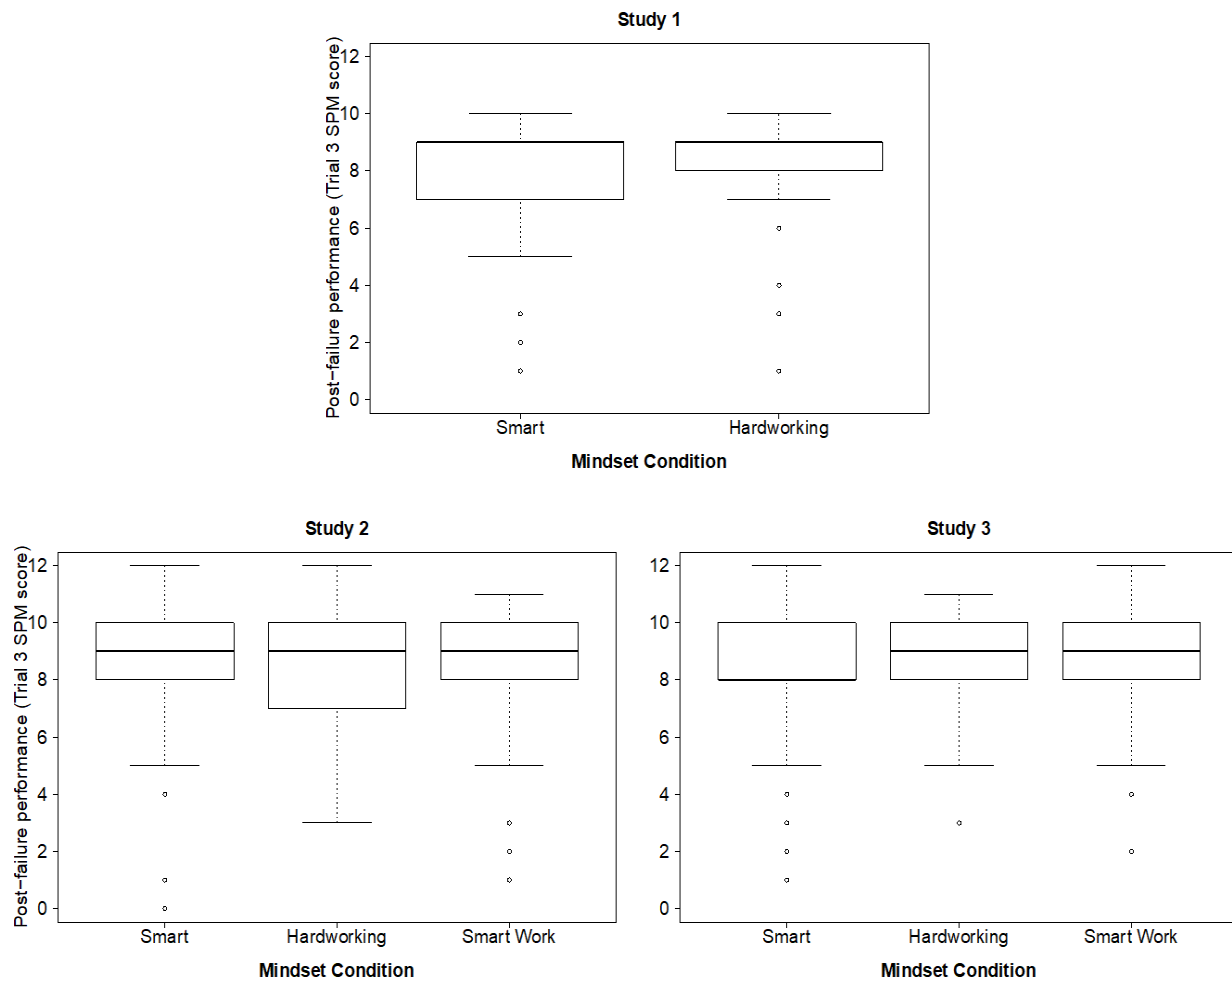 Study 1
Post−failure performance (Trial 3 SPM score)
12
10
8
6
4
2
0
Smart Hardworking
Mindset Condition
Study 2
Post−failure performance (Trial 3 SPM score)
12
10
8
6
4
2
0
Smart Hardworking Smart Work
Mindset Condition
Study 3
12
10
8
6
4
2
0
Smart Hardworking Smart Work
Mindset Condition